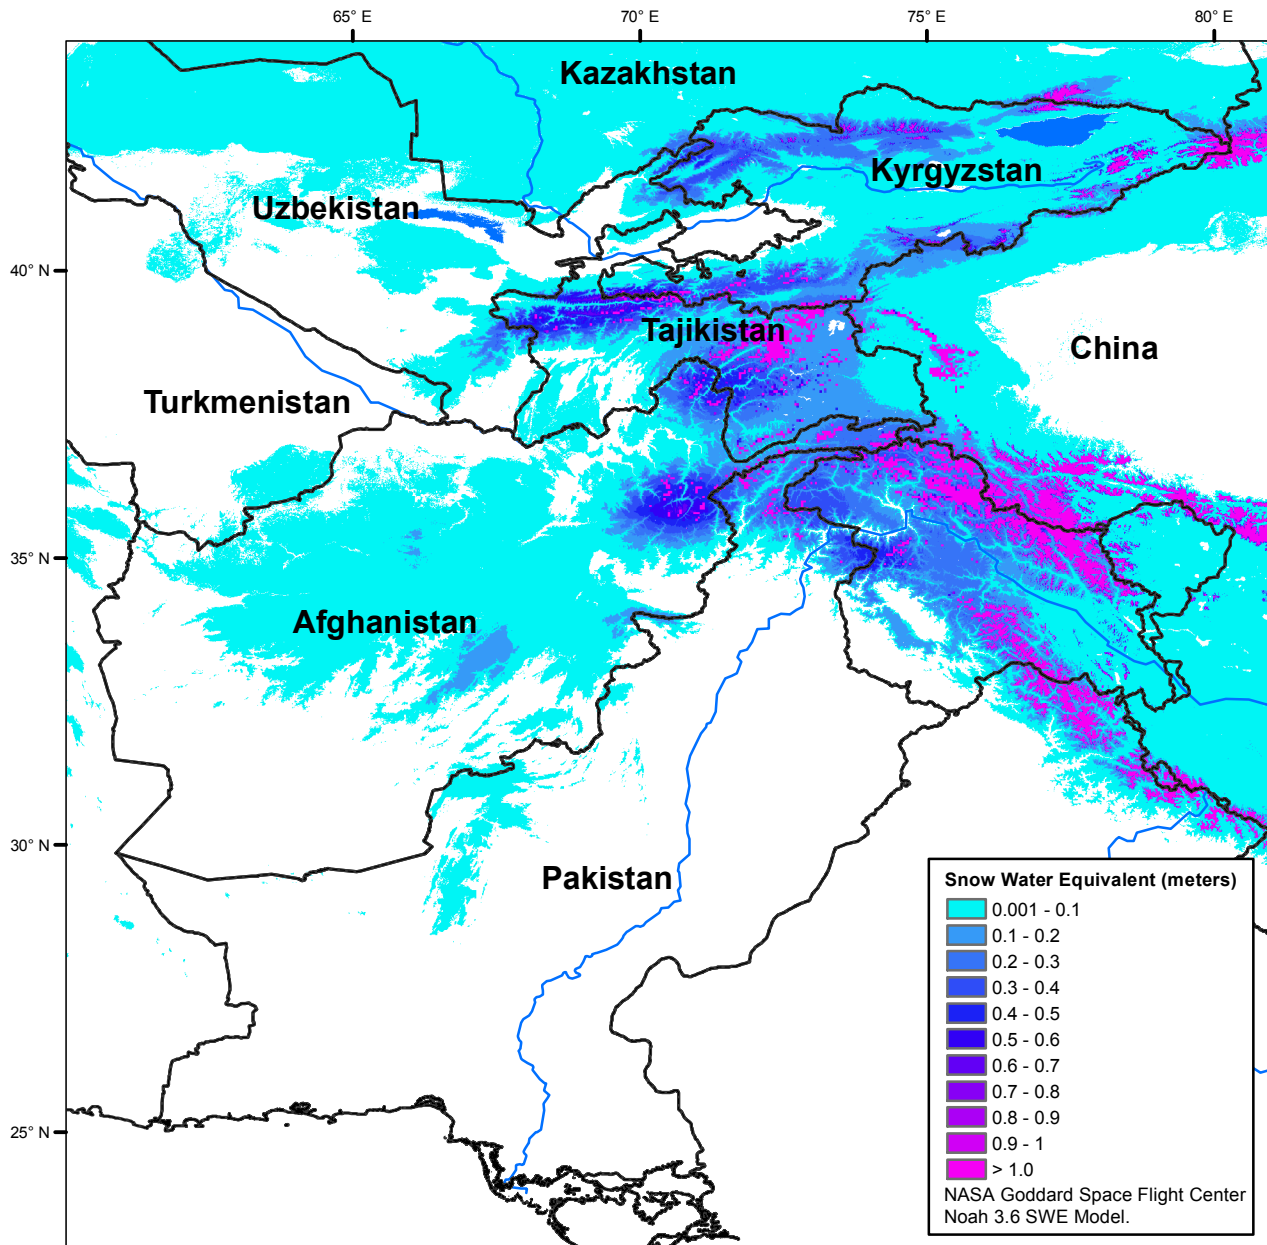 65° E
70° E
75° E
80° E
Kazakhstan
Kyrgyzstan
Uzbekistan
40° N
Tajikistan
China
Turkmenistan
35° N
Afghanistan
30° N
Pakistan
25° N
Snow Water Equivalent (meters)
0.001 - 0.1
0.1 - 0.2
0.2 - 0.3
0.3 - 0.4
0.4 - 0.5
0.5 - 0.6
0.6 - 0.7
0.7 - 0.8
0.8 - 0.9
0.9 - 1
> 1.0
NASA Goddard Space Flight Center
Noah 3.6 SWE Model.